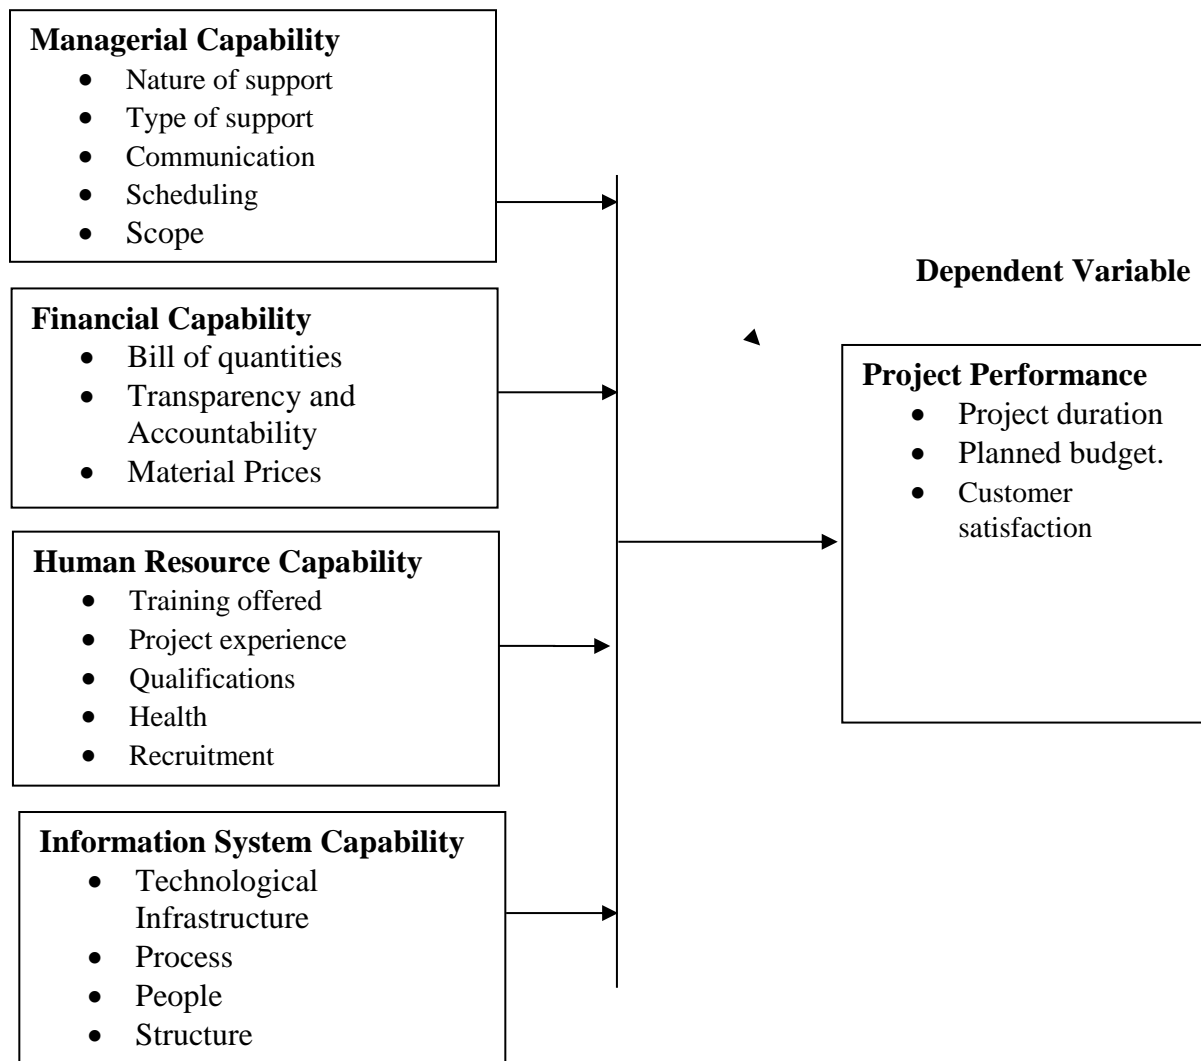 Managerial Capability
• Nature of support
• Type of support
• Communication
• Scheduling
• Scope
Dependent Variable
Financial Capability
• Bill of quantities
• Transparency and
Accountability
• Material Prices
Project Performance
• Project duration
• Planned budget.
• Customer
satisfaction
Human Resource Capability
• Training offered
• Project experience
• Qualifications
• Health
• Recruitment
Information System Capability
• Technological
Infrastructure
• Process
• People
• Structure